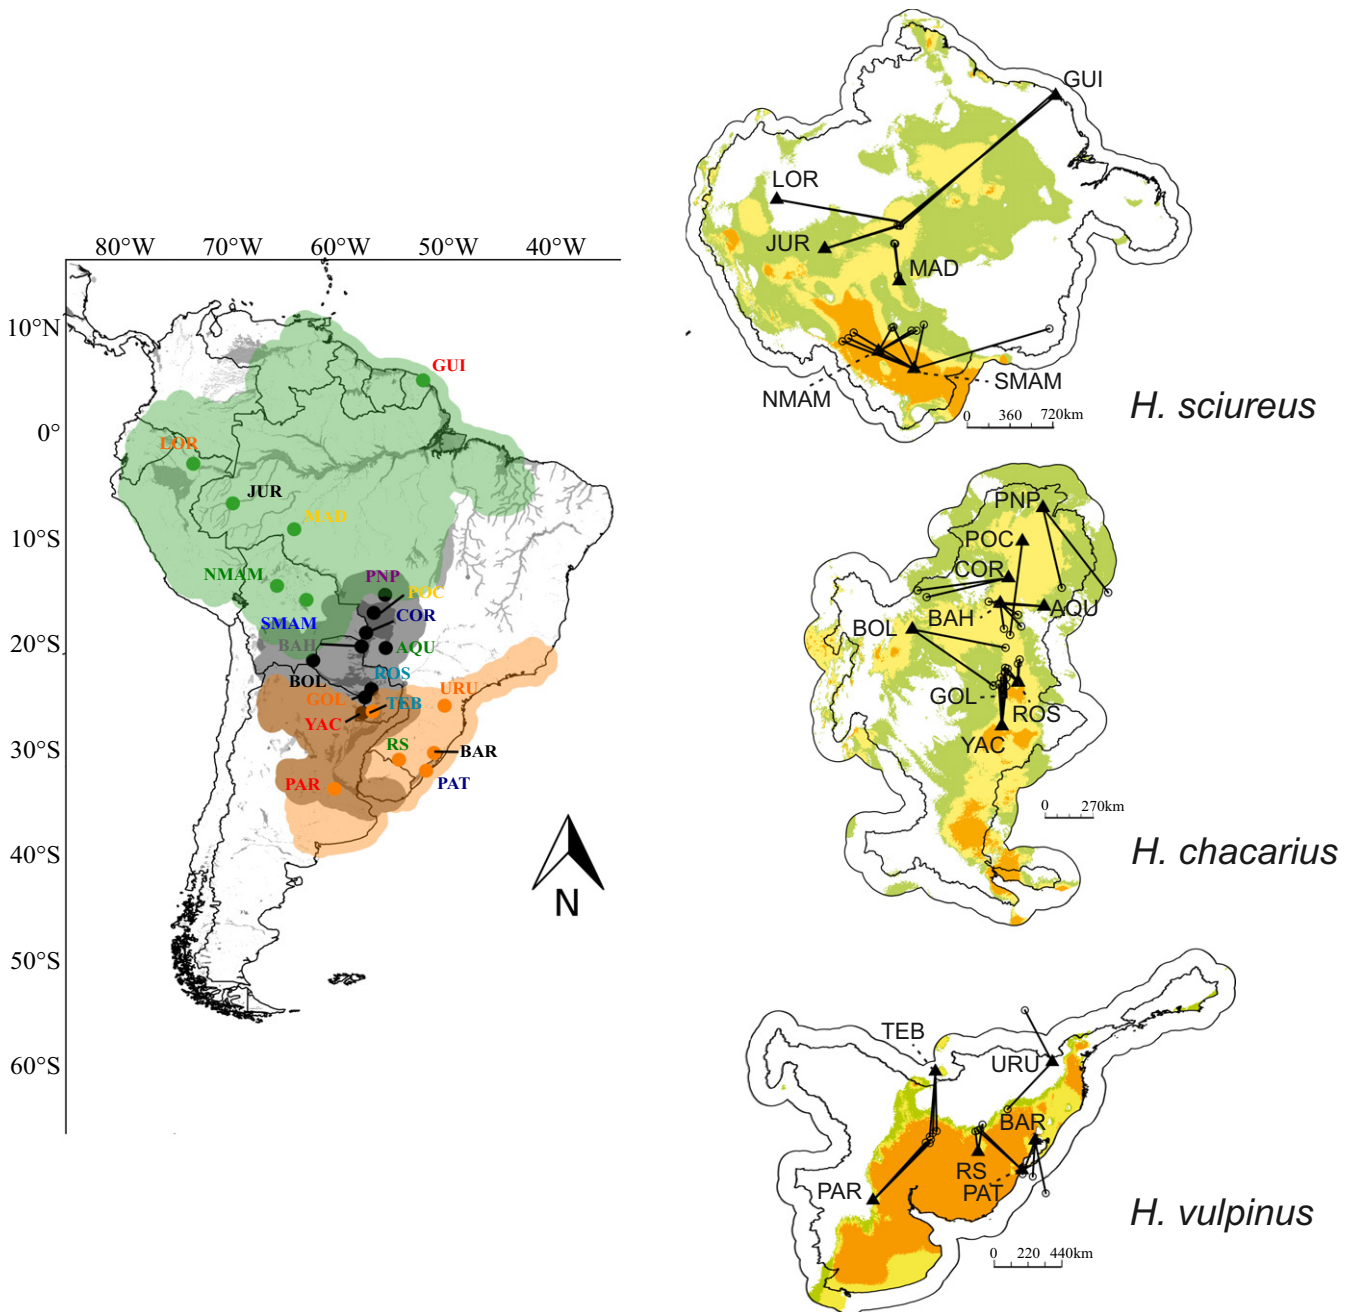 80°W 70°W 60°W 50°W 40°W
10°N
0°
10°S
20°S
30°S
40°S
50°S
60°S
GUI
LOR
JUR
MAD
NMAM
SMAM
PNP
POC
COR
BAH
AQU
BOL
ROS
GOL
TEB
URU
YAC
RS
BAR
PAR
PAT
N
GUI
LOR
JUR
MAD
NMAM
SMAM
0 360 720km
H. sciureus
PNP
POC
COR
BAH
AQU
BOL
GOL
ROS
YAC
0 270km
H. chacarius
TEB
URU
BAR
RS
PAT
PAR
0 220 440km
H. vulpinus